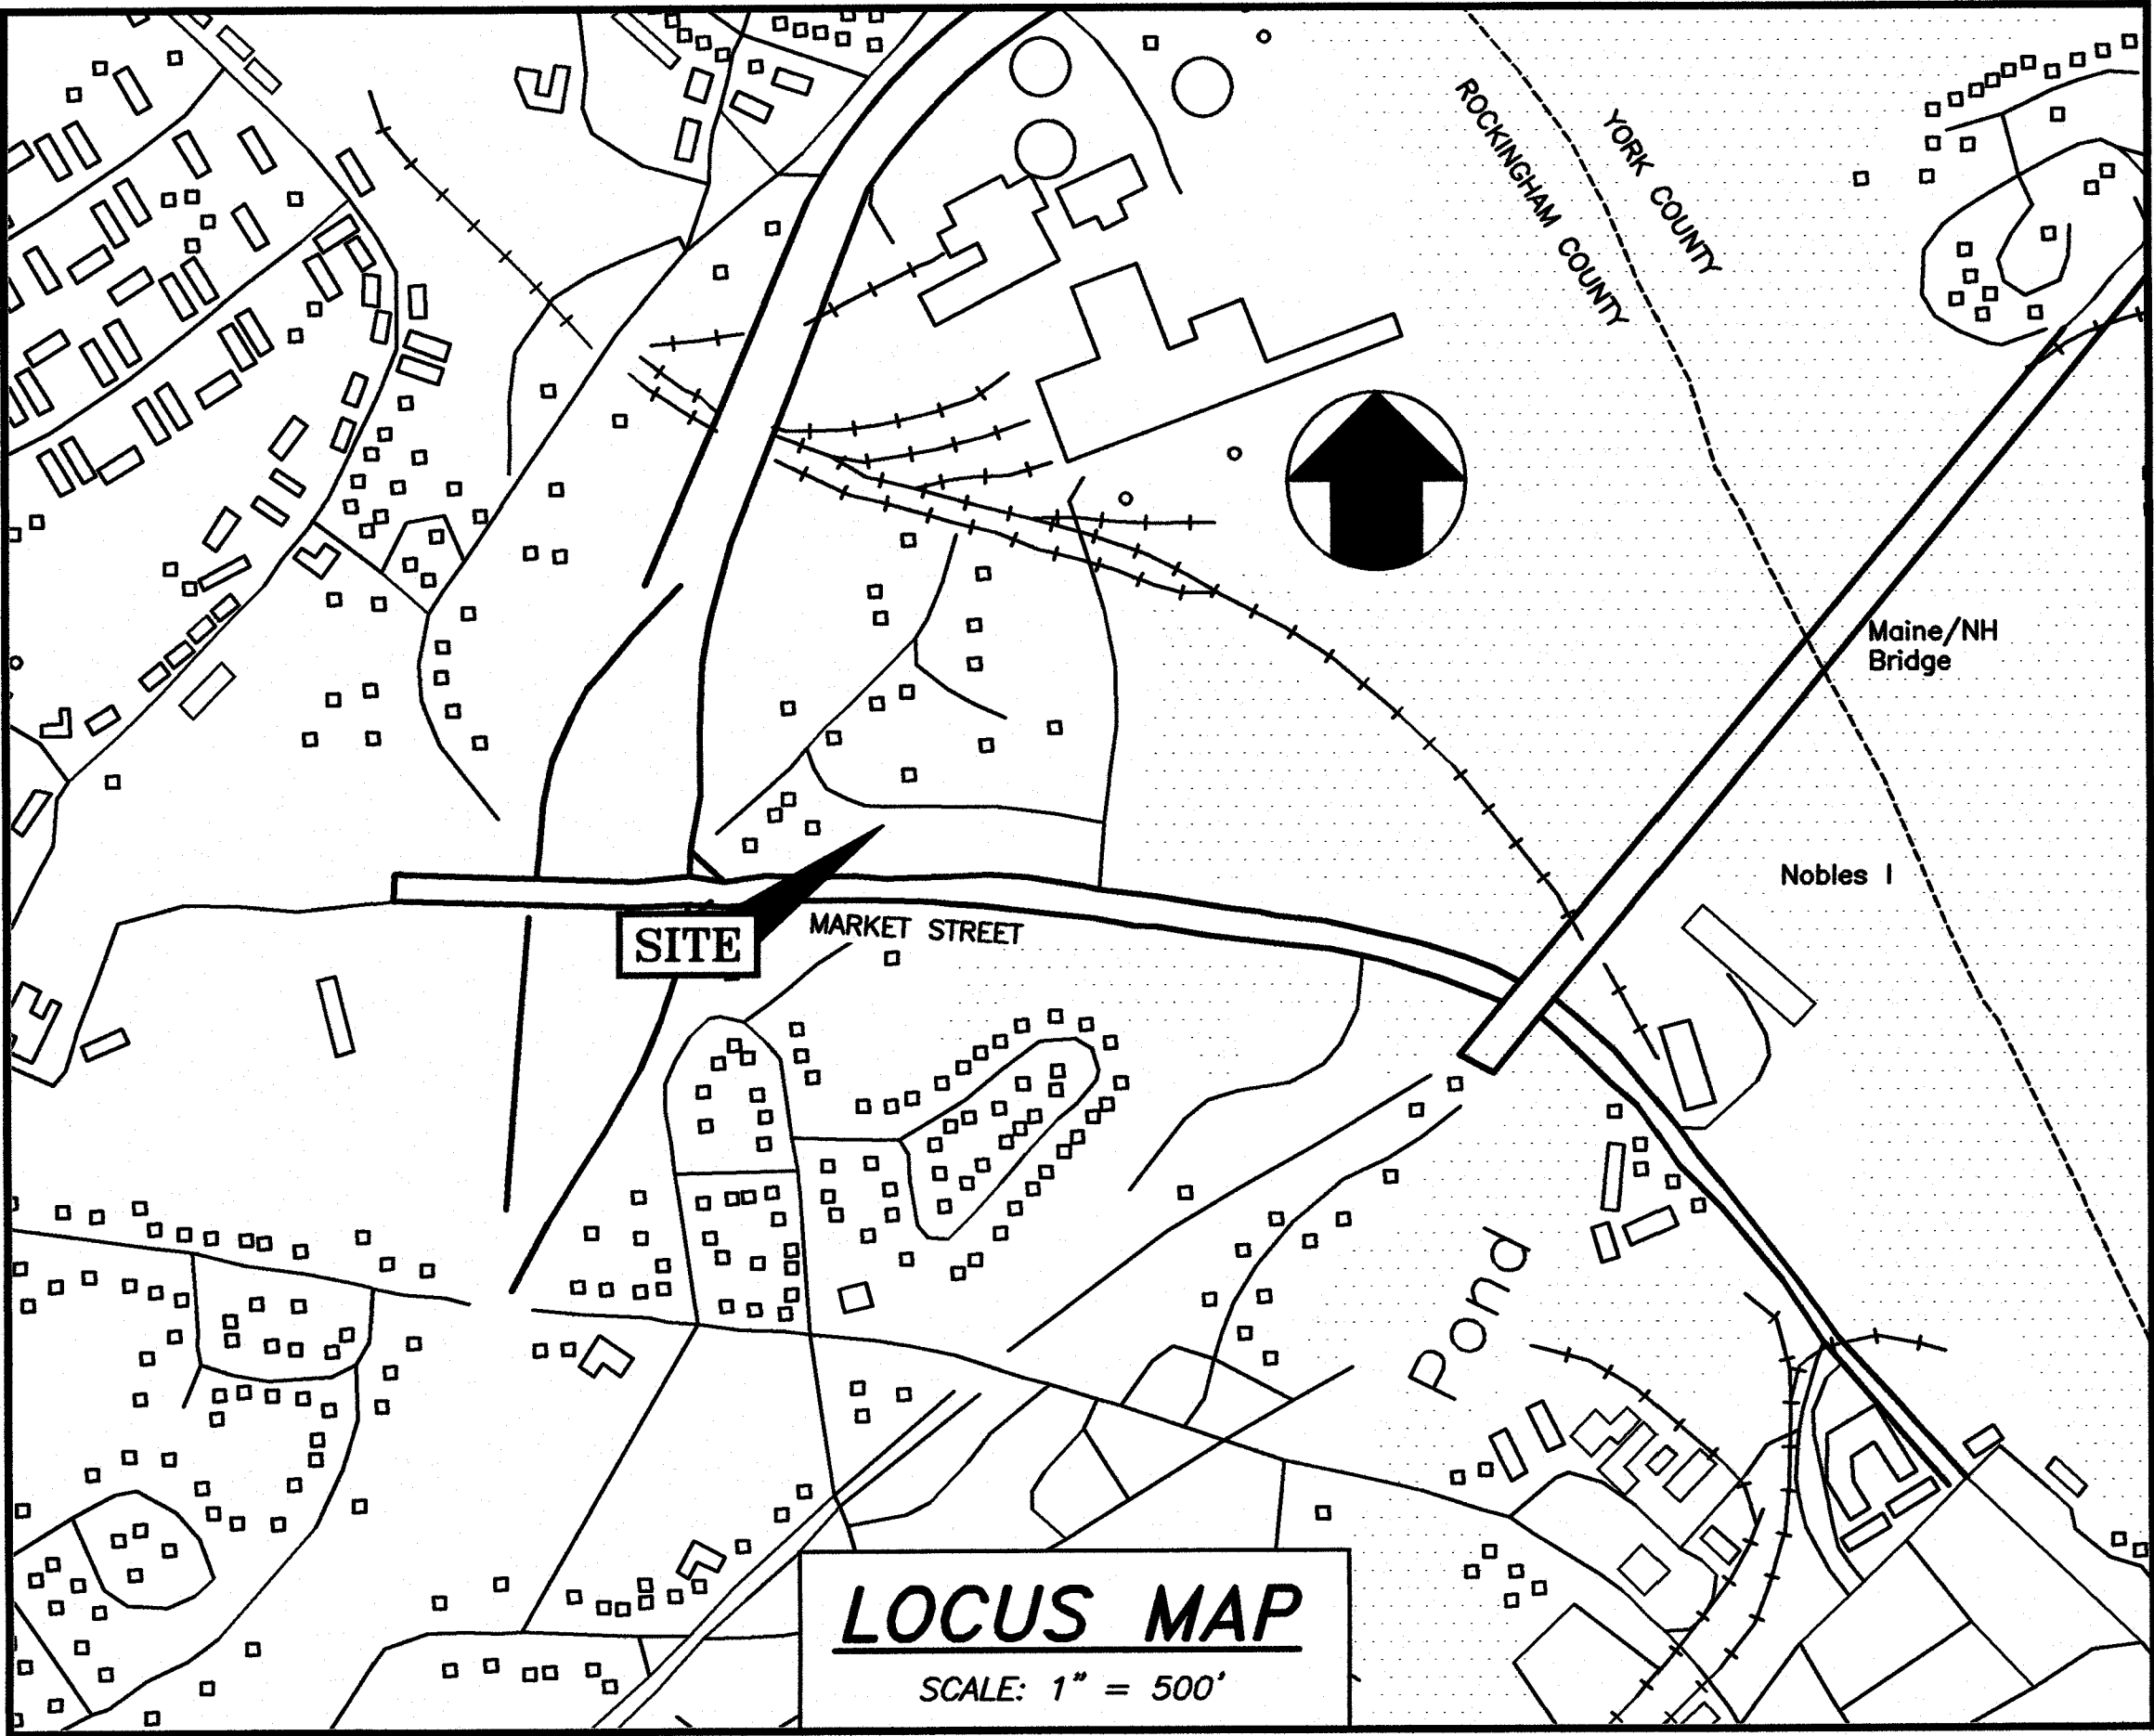 ROCKINGHAM COUNTY
YORK COUNTY
Maine/NH
Bridge
Nobles I
SITE
MARKET STREET
Pond
LOCUS MAP
SCALE: 1" = 500'